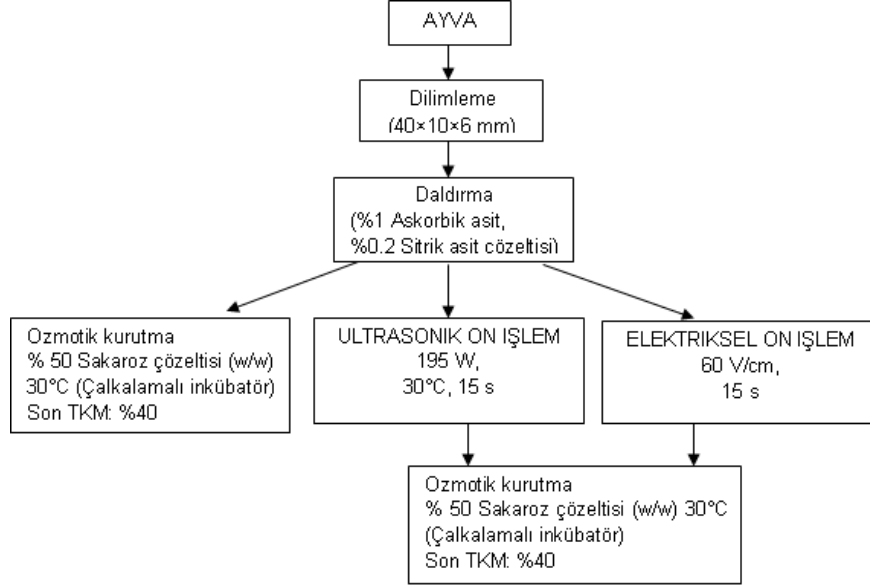 AYVA
Dilimleme
(40×10×6 mm)
Daldırma
(%1 Askorbik asit,
%0.2 Sitrik asit çözeltisi)
Ozmotik kurutma
% 50 Sakaroz çözeltisi (w/w)
30°C (Çalkalamalı inkübatör)
Son TKM: %40
ULTRASONIK ON IŞLEM
195 W,
30°C, 15 s
ELEKTRIKSEL ON IŞLEM
60 V/cm,
15 s
Ozmotik kurutma
% 50 Sakaroz çözeltisi (w/w) 30°C
(Çalkalamalı inkübatör)
Son TKM: %40